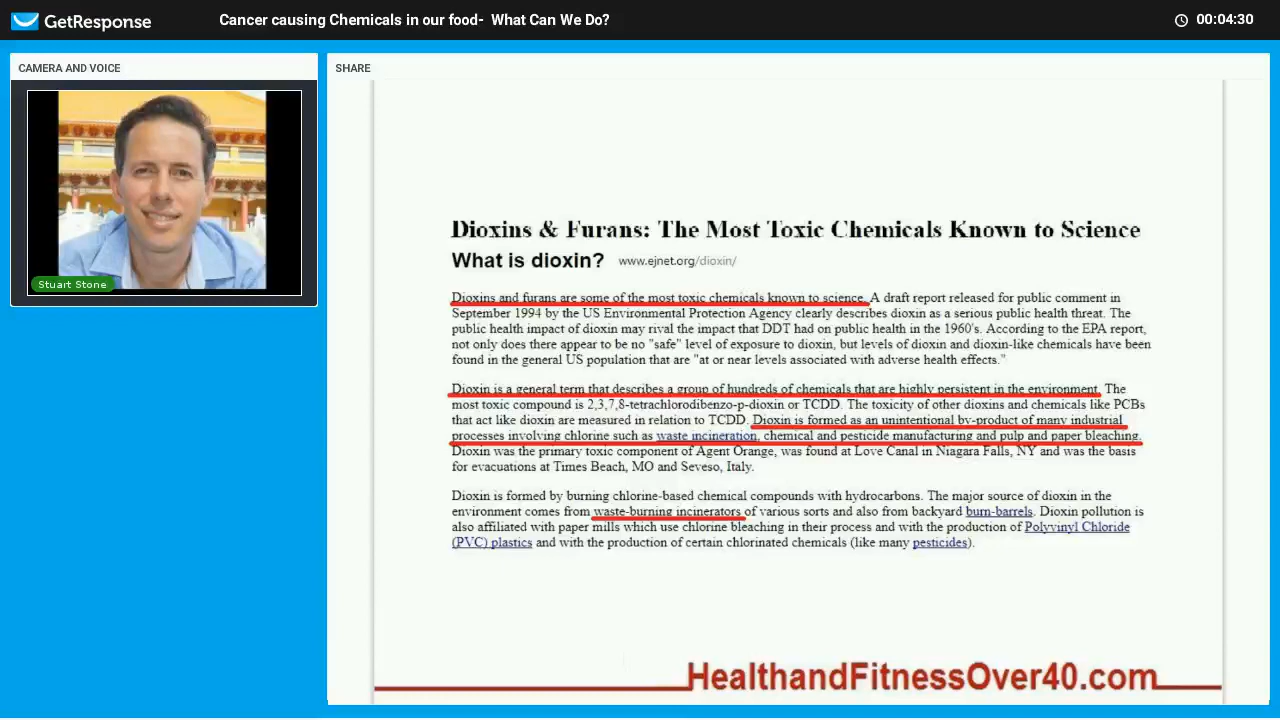 GetResponse
Cancer causing Chemicals in our food-  What Can We Do?
00:04:30
CAMERA AND VOICE
Stuart Stone
SHARE
Dioxins & Furans: The Most Toxic Chemicals Known to Science
What is dioxin? www.ejnet.org/dioxin/
Dioxins and furans are some of the most toxic chemicals known to science. A draft report released for public comment in
September 1994 by the US Environmental Protection Agency clearly describes dioxin as a serious public health threat. The
public health impact of dioxin may rival the impact that DDT had on public health in the 1960's. According to the EPA report,
not only does there appear to be no "safe" level of exposure to dioxin, but levels of dioxin and dioxin-like chemicals have been
found in the general US population that are "at or near levels associated with adverse health effects."
Dioxin is a general term that describes a group of hundreds of chemicals that are highly persistent in the environment. The
most toxic compound is 2,3,7,8-tetrachlorodibenzo-p-dioxin or TCDD. The toxicity of other dioxins and chemicals like PCBs
that act like dioxin are measured in relation to TCDD. Dioxin is formed as an unintentional by-product of many industrial
processes involving chlorine such as waste incineration, chemical and pesticide manufacturing and pulp and paper bleaching.
Dioxin was the primary toxic component of Agent Orange, was found at Love Canal in Niagara Falls, NY and was the basis
for evacuations at Times Beach, MO and Seveso, Italy.
Dioxin is formed by burning chlorine-based chemical compounds with hydrocarbons. The major source of dioxin in the
environment comes from waste-burning incinerators of various sorts and also from backyard burn-barrels. Dioxin pollution is
also affiliated with paper mills which use chlorine bleaching in their process and with the production of Polyvinyl Chloride
(PVC) plastics and with the production of certain chlorinated chemicals (like many pesticides).
HealthandFitnessOver40.com